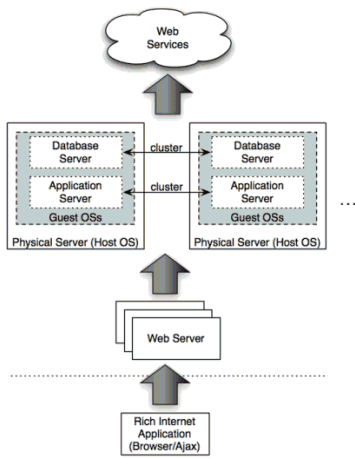 Web
Services
Database
Server
cluster
Database
Server
Application
Server
cluster
Application
Server
Guest OSs
Guest OSs
Physical Server (Host OS)
Physical Server (Host OS)
...
Web Server
Rich Internet
Application
(Browser/Ajax)